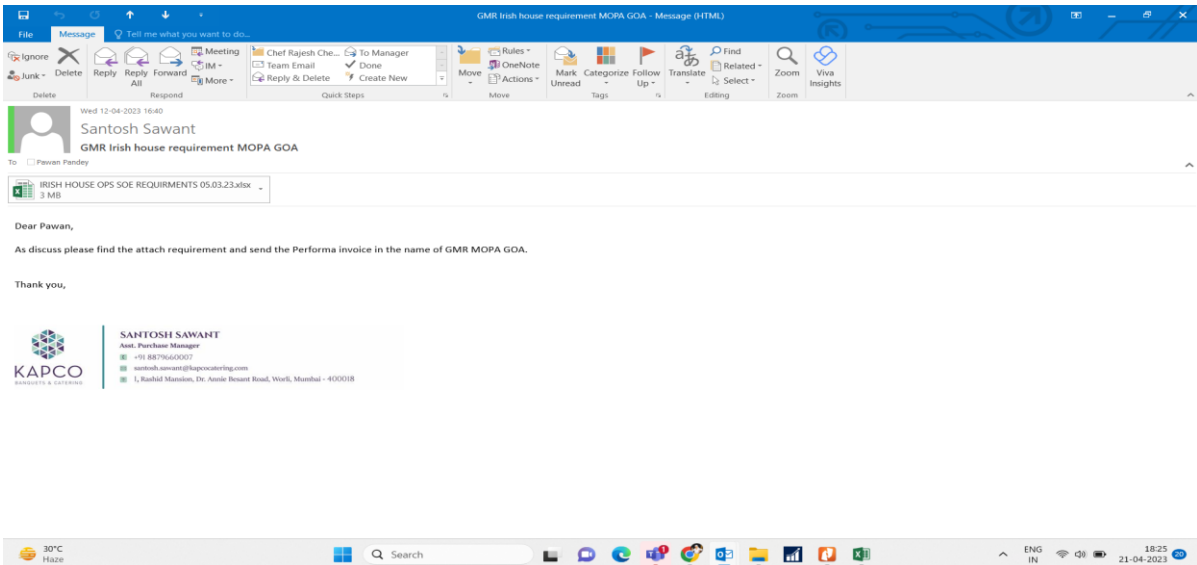 GMR Irish house requirement MOPA GOA - Message (HTML)
File Message Tell me what you want to do...
Ignore
Junk
Delete
Reply
Reply All
Forward
Meeting
IM
More
Chef Rajesh Che...
Team Email
Reply & Delete
To Manager
Done
Create New
Move
Rules
OneNote
Actions
Mark Unread
Categorize
Follow Up
Translate
Find
Related
Select
Zoom
Viva Insights
Delete Respond Quick Steps Move Tags Editing Zoom
Wed 12-04-2023 16:40
Santosh Sawant
GMR Irish house requirement MOPA GOA
To Pawan Pandey
IRISH HOUSE OPS SOE REQUIRMENTS 05.03.23.xlsx
3 MB
Dear Pawan,
As discuss please find the attach requirement and send the Performa invoice in the name of GMR MOPA GOA.
Thank you,
KAPCO
BANQUETS & CATERING
SANTOSH SAWANT
Asst. Purchase Manager
+91 8879660007
santosh.sawant@kapcocatering.com
1, Rashid Mansion, Dr. Annie Besant Road, Worli, Mumbai - 400018
30°C
Haze
Search
ENG
IN
18:25
21-04-2023
20